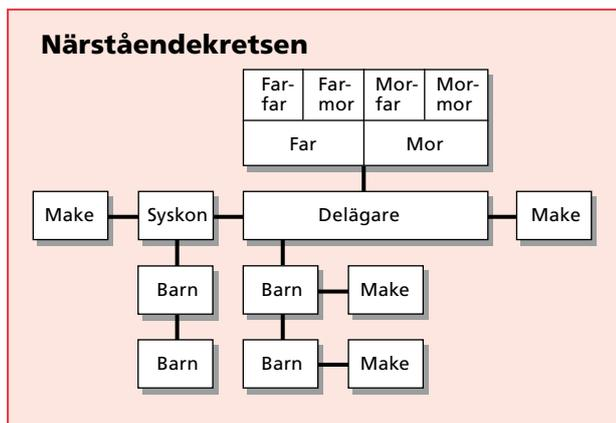 Närståendekretsen
Far-
far
Far-
mor
Mor-
far
Mor-
mor
Far
Mor
Make
Syskon
Delägare
Make
Barn
Barn
Make
Barn
Barn
Make